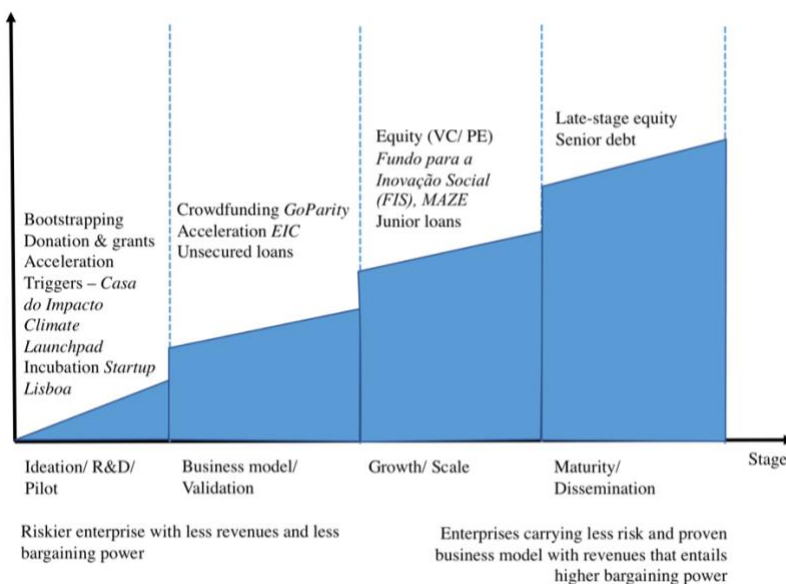 Bootstrapping
Donation & grants
Acceleration
Triggers – Casa
do Impacto
Climate
Launchpad
Incubation Startup
Lisboa
Crowdfunding GoParity
Acceleration EIC
Unsecured loans
Equity (VC/ PE)
Fundo para a
Inovação Social
(FIS), MAZE
Junior loans
Late-stage equity
Senior debt
Ideation/ R&D/
Pilot
Business model/
Validation
Growth/ Scale
Maturity/
Dissemination
Stage
Riskier enterprise with less revenues and less
bargaining power
Enterprises carrying less risk and proven
business model with revenues that entails
higher bargaining power